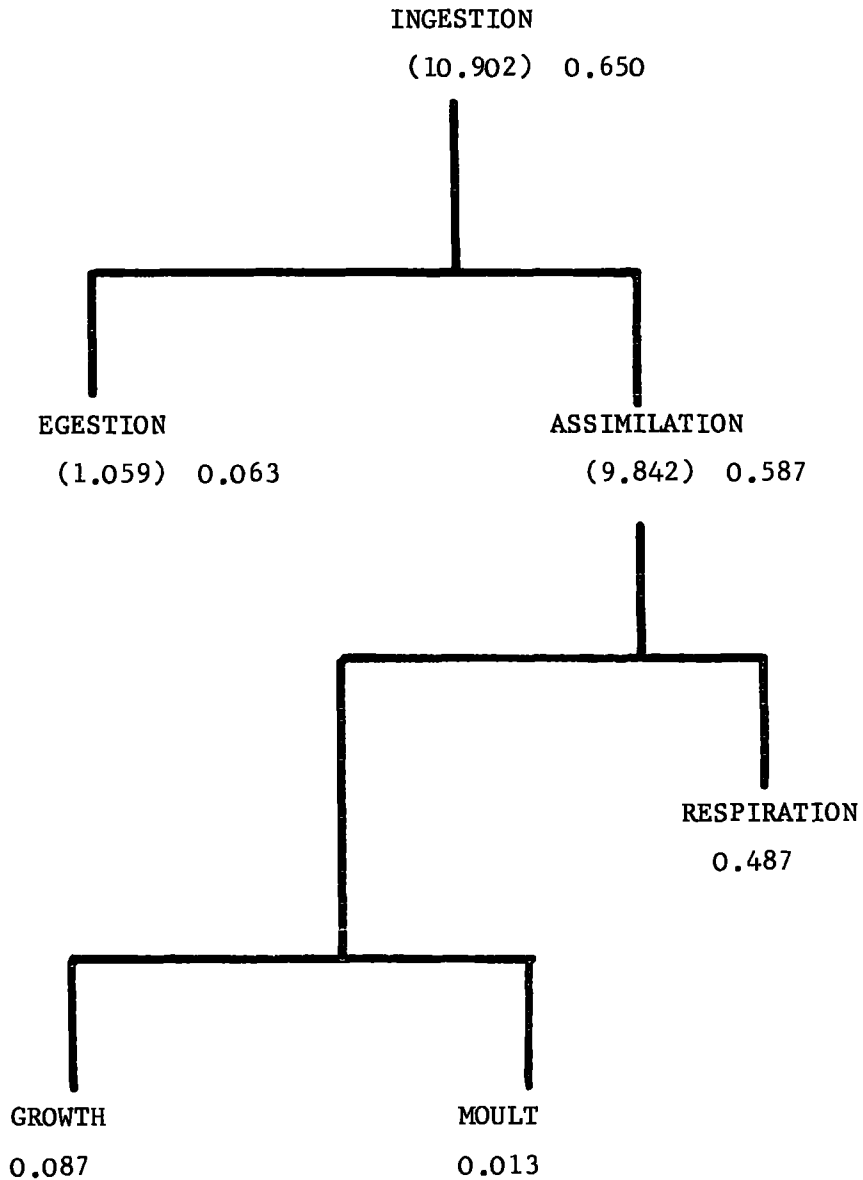 INGESTION
(10.902) 0.650
EGESTION
(1.059) 0.063
ASSIMILATION
(9.842) 0.587
RESPIRATION
0.487
GROWTH
0.087
MOULT
0.013